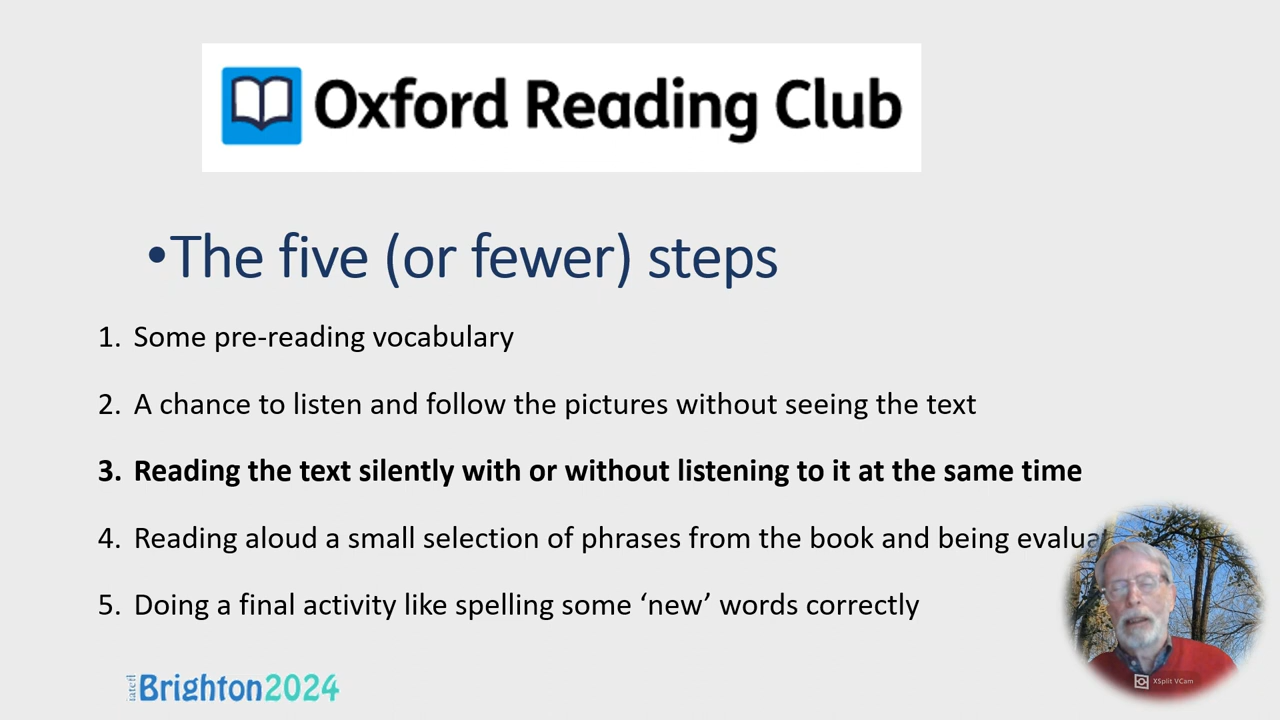 Oxford Reading Club
•The five (or fewer) steps
1. Some pre-reading vocabulary
2. A chance to listen and follow the pictures without seeing the text
3. Reading the text silently with or without listening to it at the same time
4. Reading aloud a small selection of phrases from the book and being
5. Doing a final activity like spelling some ‘new’ words correctly
iatefl Brighton2024
XSplit VCam